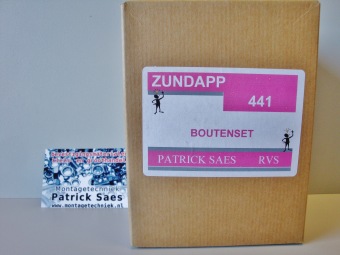 ZUNDAPP
441
BOUTENSET
PATRICK SAES RVS
Montagetechniek
Patrick Saes
www.montagetechniek.nl